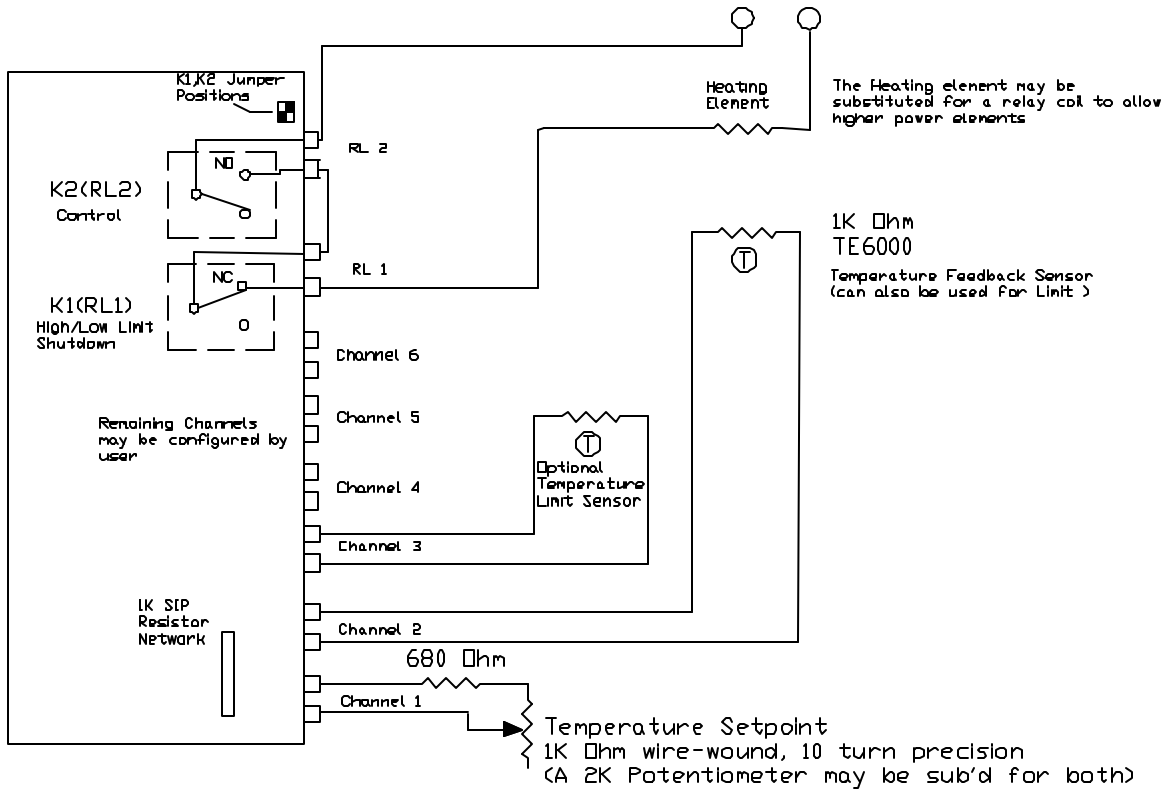 K1,K2 Jumper
Positions
Heating
Element
The Heating element may be
substituted for a relay coil to allow
higher power elements
RL 2
NO
K2(RL2)
Control
1K Ohm
TE6000
T
Temperature Feedback Sensor
(can also be used for Limit )
RL 1
NC
K1(RL1)
High/Low Limit
Shutdown
Channel 6
Remaining Channels
may be configured by
user
Channel 5
T
Optional
Temperature
Limit Sensor
Channel 4
Channel 3
1K SIP
Resistor
Network
Channel 2
680 Ohm
Channel 1
Temperature Setpoint
1K Ohm wire-wound, 10 turn precision
(A 2K Potentiometer may be sub'd for both)